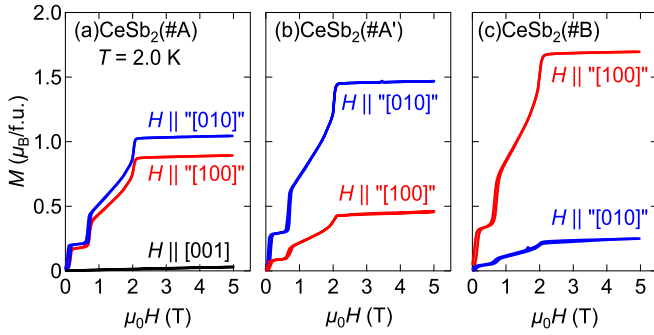 (a)CeSb₂(#A)
T = 2.0 K
H || "[010]"
H || "[100]"
H || [001]
(b)CeSb₂(#A')
H || "[010]"
H || "[100]"
(c)CeSb₂(#B)
H || "[100]"
H || "[010]"
M (μB/f.u.)
2.0
1.5
1.0
0.5
0
0 1 2 3 4 5
0 1 2 3 4 5
0 1 2 3 4 5
μ₀H (T)
μ₀H (T)
μ₀H (T)